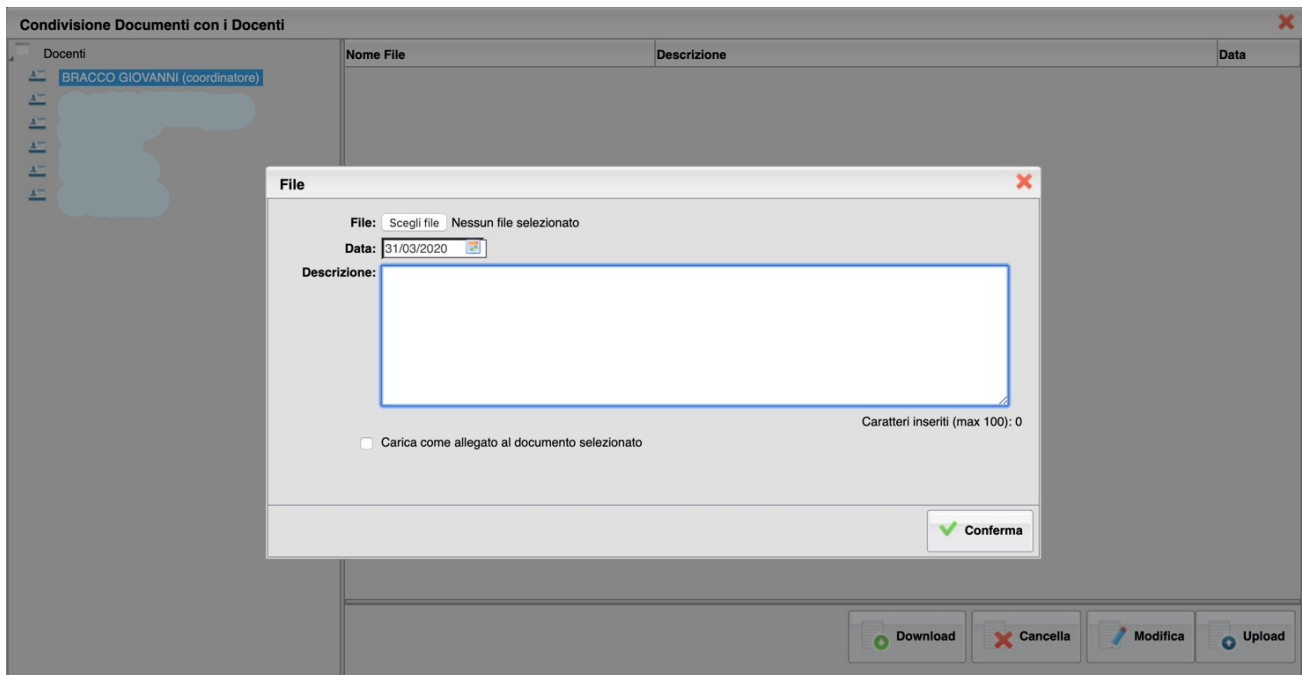 Condivisione Documenti con i Docenti
Docenti
Nome File Descrizione Data
BRACCO GIOVANNI (coordinatore)
File
File: Scegli file Nessun file selezionato
Data: 31/03/2020
Descrizione:
Caratteri inseriti (max 100): 0
Carica come allegato al documento selezionato
Conferma
Download Cancella Modifica Upload